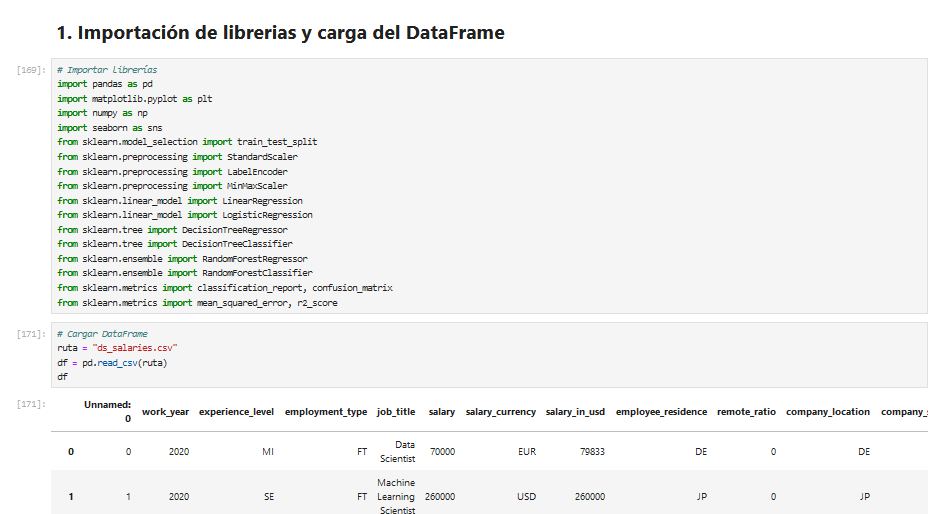 1. Importación de librerias y carga del DataFrame
[169]:
# Importar librerías
import pandas as pd
import matplotlib.pyplot as plt
import numpy as np
import seaborn as sns
from sklearn.model_selection import train_test_split
from sklearn.preprocessing import StandardScaler
from sklearn.preprocessing import LabelEncoder
from sklearn.preprocessing import MinMaxScaler
from sklearn.linear_model import LinearRegression
from sklearn.linear_model import LogisticRegression
from sklearn.tree import DecisionTreeRegressor
from sklearn.tree import DecisionTreeClassifier
from sklearn.ensemble import RandomForestRegressor
from sklearn.ensemble import RandomForestClassifier
from sklearn.metrics import classification_report, confusion_matrix
from sklearn.metrics import mean_squared_error, r2_score
[171]:
# Cargar DataFrame
ruta = "ds_salaries.csv"
df = pd.read_csv(ruta)
df
[171]:
Unnamed: 0 work_year experience_level employment_type job_title salary salary_currency salary_in_usd employee_residence remote_ratio company_location company_s
0 0 2020 MI FT Data Scientist 70000 EUR 79833 DE 0 DE
1 1 2020 SE FT Machine Learning Scientist 260000 USD 260000 JP 0 JP